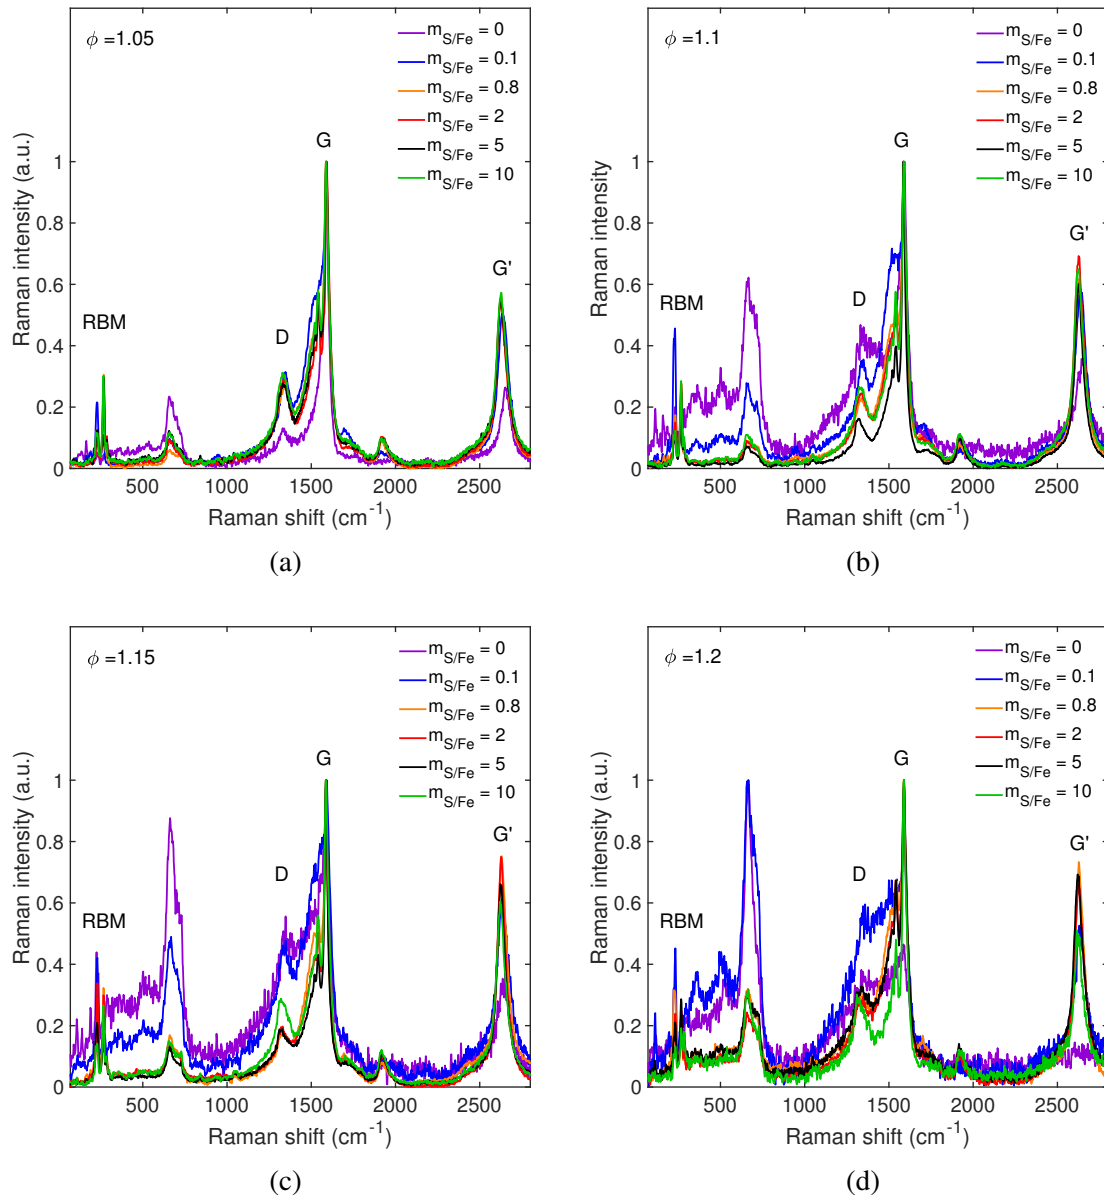 ϕ =1.05
m_S/Fe = 0
m_S/Fe = 0.1
m_S/Fe = 0.8
m_S/Fe = 2
m_S/Fe = 5
m_S/Fe = 10
G
G'
RBM
D
1
0.8
0.6
0.4
0.2
0
500 1000 1500 2000 2500
Raman intensity (a.u.)
Raman shift (cm⁻¹)
(a)
ϕ =1.1
m_S/Fe = 0
m_S/Fe = 0.1
m_S/Fe = 0.8
m_S/Fe = 2
m_S/Fe = 5
m_S/Fe = 10
G
G'
RBM
D
1
0.8
0.6
0.4
0.2
0
500 1000 1500 2000 2500
Raman intensity
Raman shift (cm⁻¹)
(b)
ϕ =1.15
m_S/Fe = 0
m_S/Fe = 0.1
m_S/Fe = 0.8
m_S/Fe = 2
m_S/Fe = 5
m_S/Fe = 10
G
G'
D
RBM
1
0.8
0.6
0.4
0.2
0
500 1000 1500 2000 2500
Raman intensity (a.u.)
Raman shift (cm⁻¹)
(c)
ϕ =1.2
m_S/Fe = 0
m_S/Fe = 0.1
m_S/Fe = 0.8
m_S/Fe = 2
m_S/Fe = 5
m_S/Fe = 10
G
G'
D
RBM
1
0.8
0.6
0.4
0.2
0
500 1000 1500 2000 2500
Raman intensity (a.u.)
Raman shift (cm⁻¹)
(d)